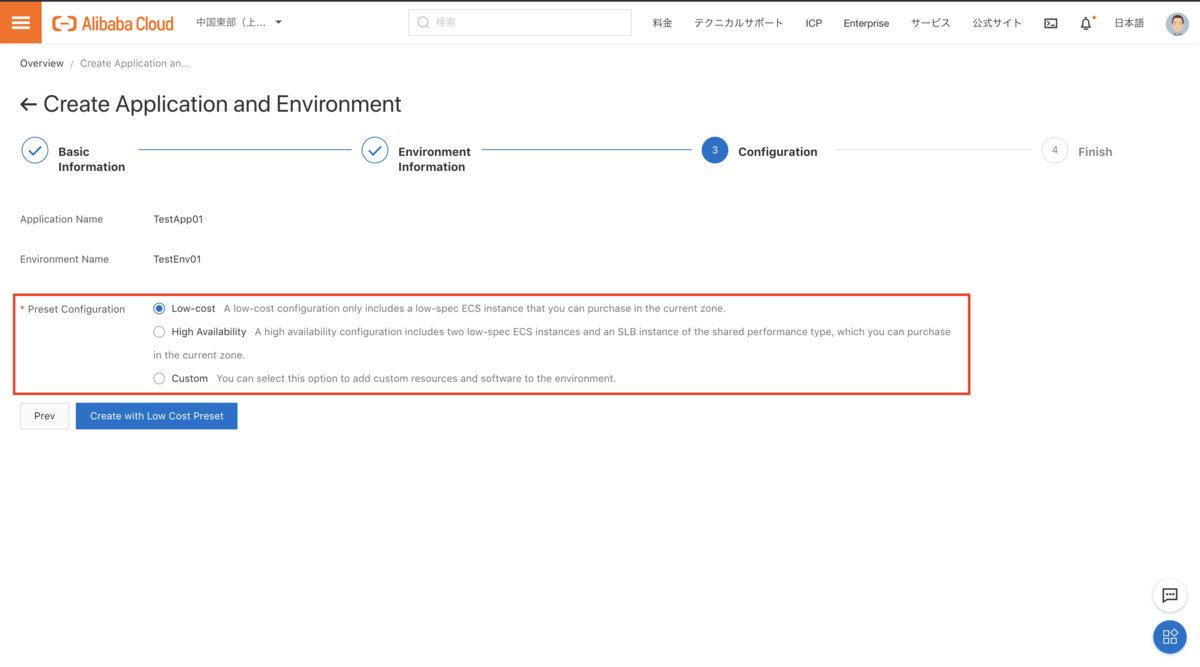 Alibaba Cloud 中国東部（上... 検索 料金 テクニカルサポート ICP Enterprise サービス 公式サイト 日本語
Overview / Create Application an...
← Create Application and Environment
Basic Information
Environment Information
3 Configuration
4 Finish
Application Name TestApp01
Environment Name TestEnv01
* Preset Configuration Low-cost A low-cost configuration only includes a low-spec ECS instance that you can purchase in the current zone.
High Availability A high availability configuration includes two low-spec ECS instances and an SLB instance of the shared performance type, which you can purchase
in the current zone.
Custom You can select this option to add custom resources and software to the environment.
Prev Create with Low Cost Preset